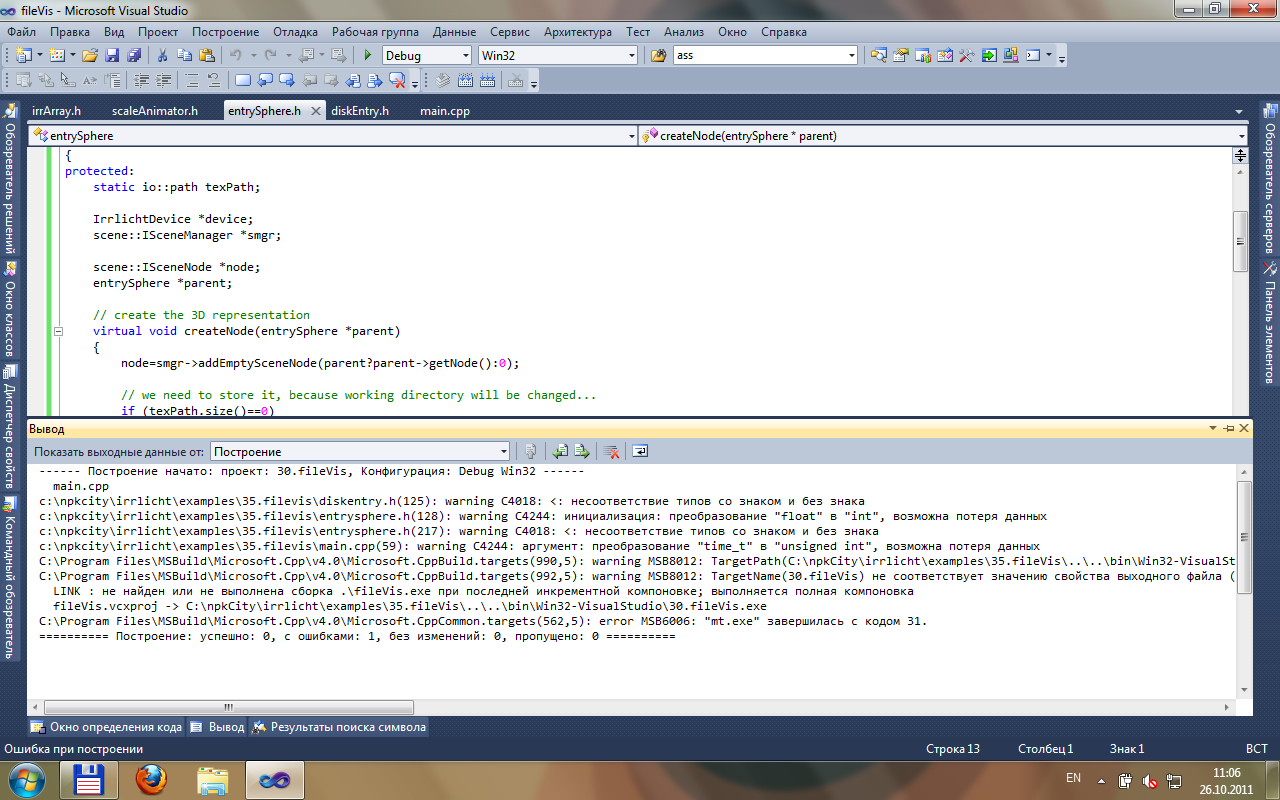 fileVis - Microsoft Visual Studio
Файл Правка Вид Проект Построение Отладка Рабочая группа Данные Сервис Архитектура Тест Анализ Окно Справка
Debug Win32 ass
irrArray.h scaleAnimator.h entrySphere.h diskEntry.h main.cpp
entrySphere createNode(entrySphere * parent)
Обозреватель решений
Окно классов
Диспетчер свойств
Командный обозреватель
{
protected:
static io::path texPath;
IrrlichtDevice *device;
scene::ISceneManager *smgr;
scene::ISceneNode *node;
entrySphere *parent;
// create the 3D representation
virtual void createNode(entrySphere *parent)
{
node=smgr->addEmptySceneNode(parent?parent->getNode():0);
// we need to store it, because working directory will be changed...
if (texPath.size()==0)
Обозреватель серверов
Панель элементов
Вывод
Показать выходные данные от: Построение
------ Построение начато: проект: 30.fileVis, Конфигурация: Debug Win32 ------
main.cpp
c:\npkcity\irrlicht\examples\35.filevis\diskentry.h(125): warning C4018: <: несоответствие типов со знаком и без знака
c:\npkcity\irrlicht\examples\35.filevis\entrysphere.h(128): warning C4244: инициализация: преобразование "float" в "int", возможна потеря данных
c:\npkcity\irrlicht\examples\35.filevis\entrysphere.h(217): warning C4018: <: несоответствие типов со знаком и без знака
c:\npkcity\irrlicht\examples\35.filevis\main.cpp(59): warning C4244: аргумент: преобразование "time_t" в "unsigned int", возможна потеря данных
C:\Program Files\MSBuild\Microsoft.Cpp\v4.0\Microsoft.CppBuild.targets(990,5): warning MSB8012: TargetPath(C:\npkCity\irrlicht\examples\35.fileVis\..\..\bin\Win32-VisualSt
C:\Program Files\MSBuild\Microsoft.Cpp\v4.0\Microsoft.CppBuild.targets(992,5): warning MSB8012: TargetName(30.fileVis) не соответствует значению свойства выходного файла (
LINK : не найден или не выполнена сборка .\fileVis.exe при последней инкрементной компоновке; выполняется полная компоновка
fileVis.vcxproj -> C:\npkCity\irrlicht\examples\35.fileVis\..\..\bin\Win32-VisualStudio\30.fileVis.exe
C:\Program Files\MSBuild\Microsoft.Cpp\v4.0\Microsoft.CppCommon.targets(562,5): error MSB6006: "mt.exe" завершилась с кодом 31.
========== Построение: успешно: 0, с ошибками: 1, без изменений: 0, пропущено: 0 ==========
Окно определения кода Вывод Результаты поиска символа
Ошибка при построении Строка 13 Столбец 1 Знак 1 ВСТ
EN 11:06
26.10.2011